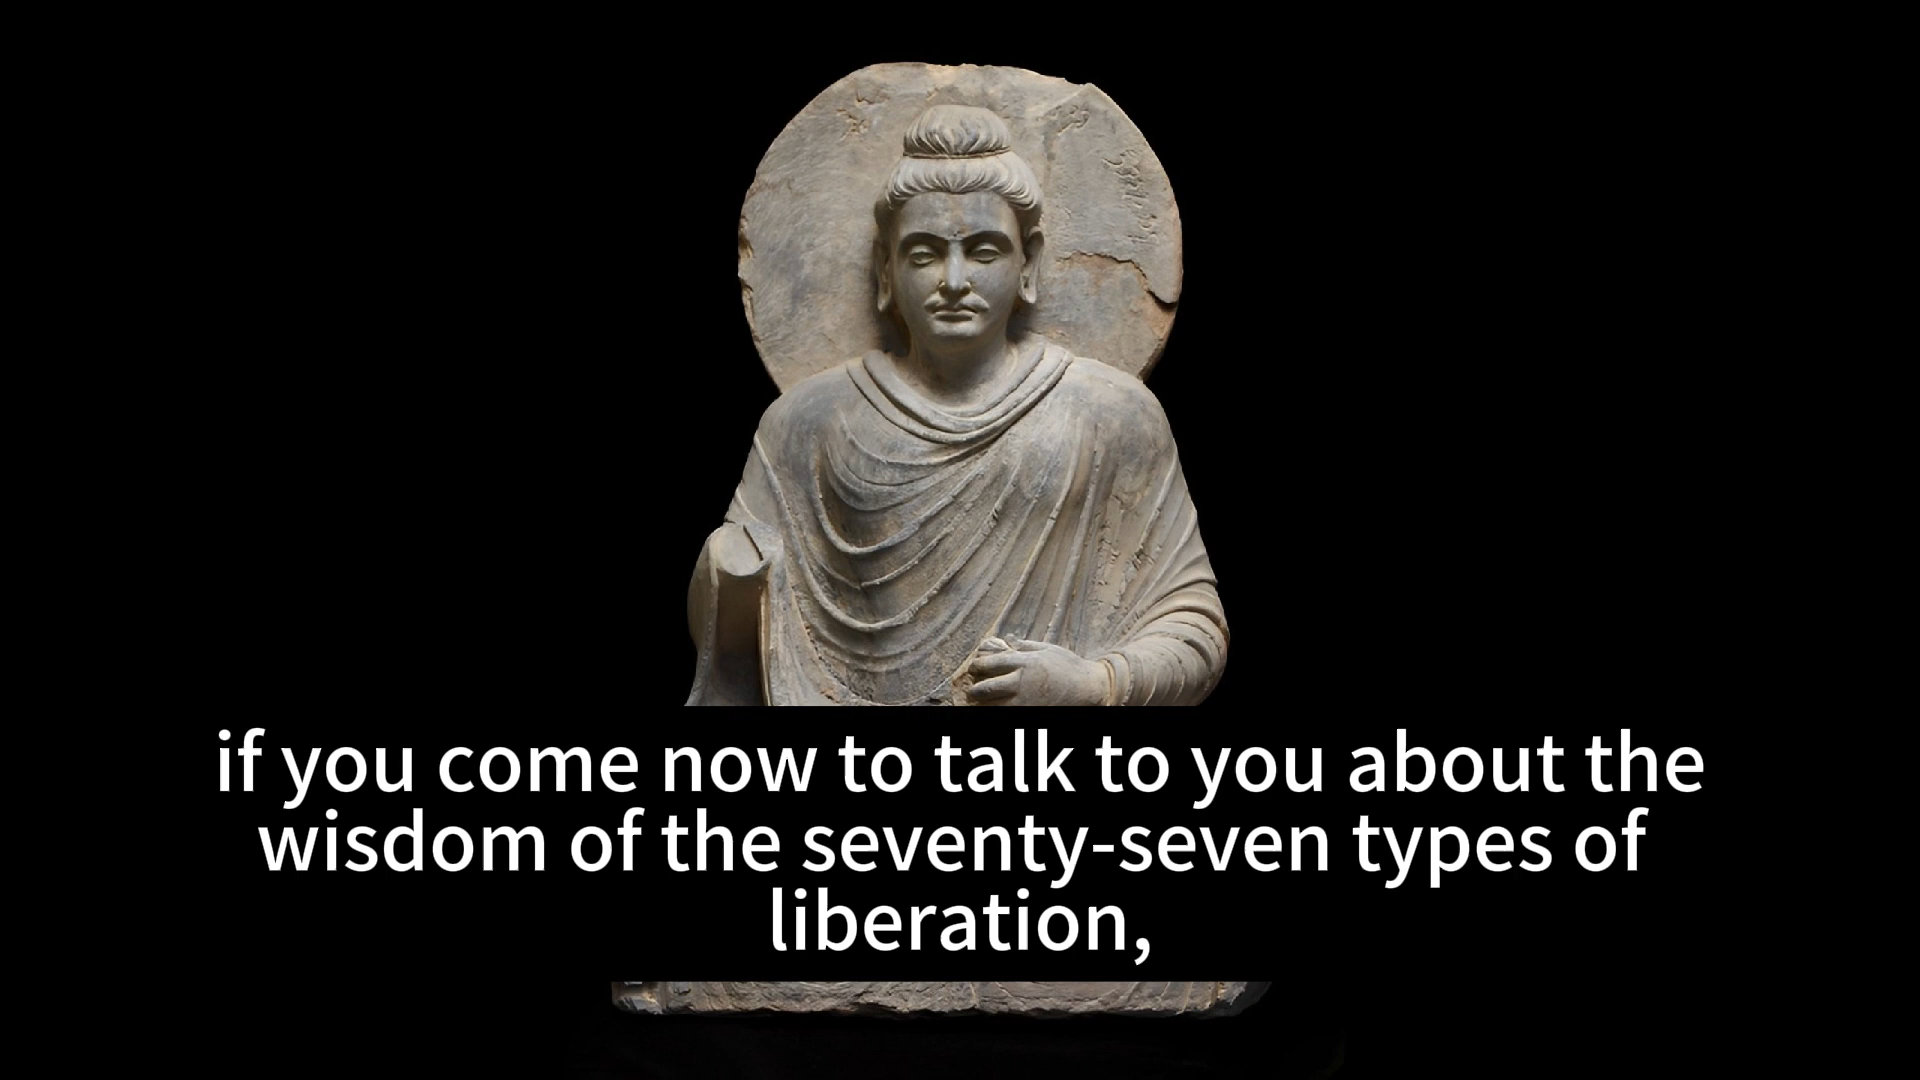 if you come now to talk to you about the
wisdom of the seventy-seven types of
liberation,